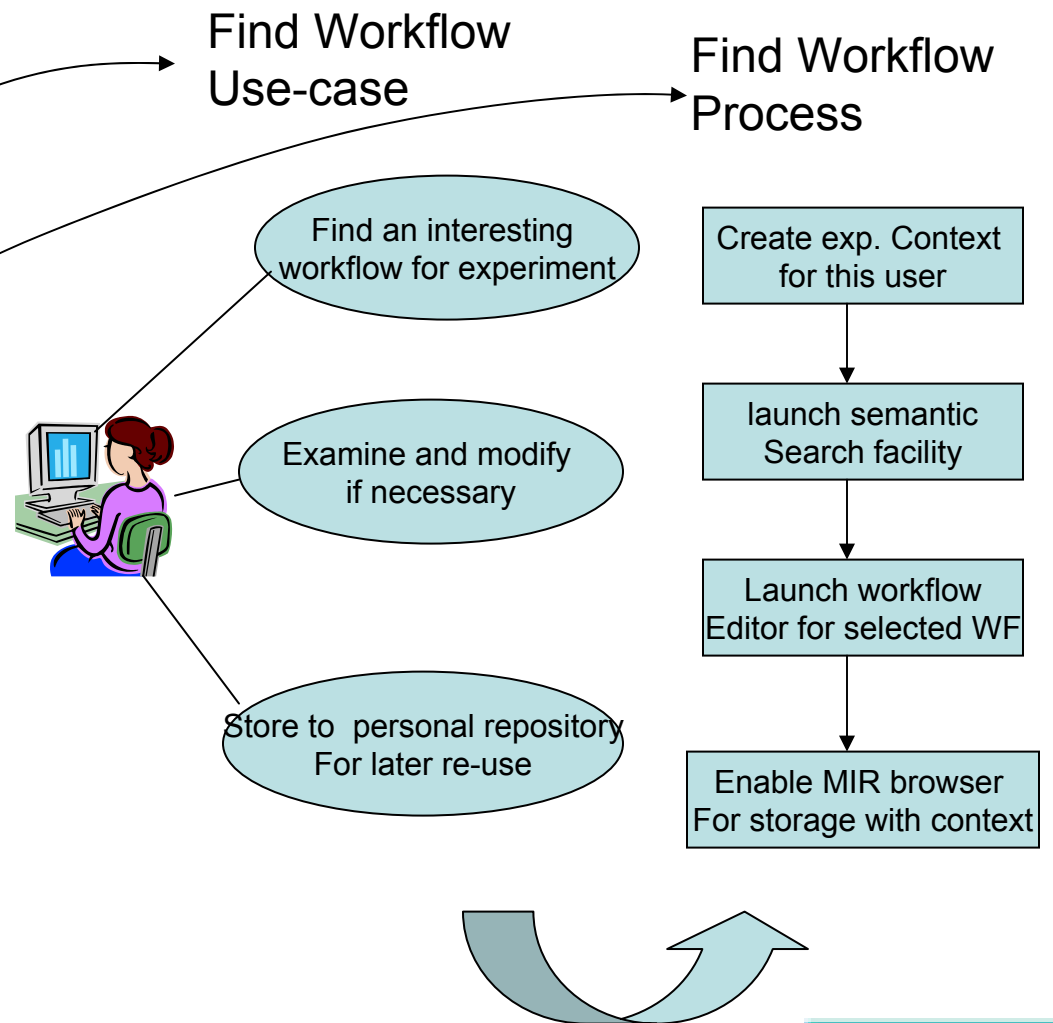 Find Workflow
Use-case
Find Workflow
Process
Find an interesting
workflow for experiment
Examine and modify
if necessary
Store to  personal repository
For later re-use
Create exp. Context
for this user
launch semantic
Search facility
Launch workflow
Editor for selected WF
Enable MIR browser
For storage with context